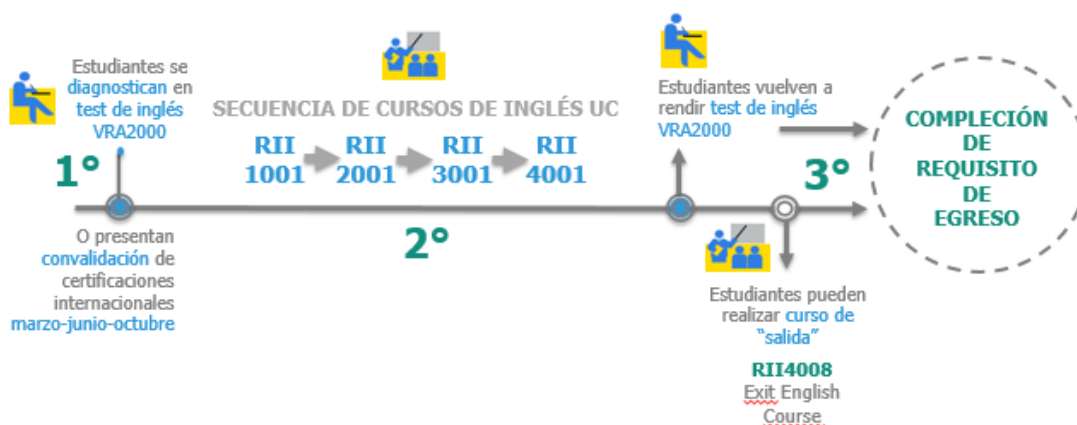 Estudiantes se
diagnostican en
test de inglés
VRA2000
1°
O presentan
convalidación de
certificaciones
internacionales
marzo-junio-octubre
SECUENCIA DE CURSOS DE INGLÉS UC
RII
1001
RII
2001
RII
3001
RII
4001
2°
Estudiantes vuelven a
rendir test de inglés
VRA2000
3°
Estudiantes pueden
realizar curso de
“salida”
RII4008
Exit English
Course
COMPLECIÓN
DE
REQUISITO
DE
EGRESO